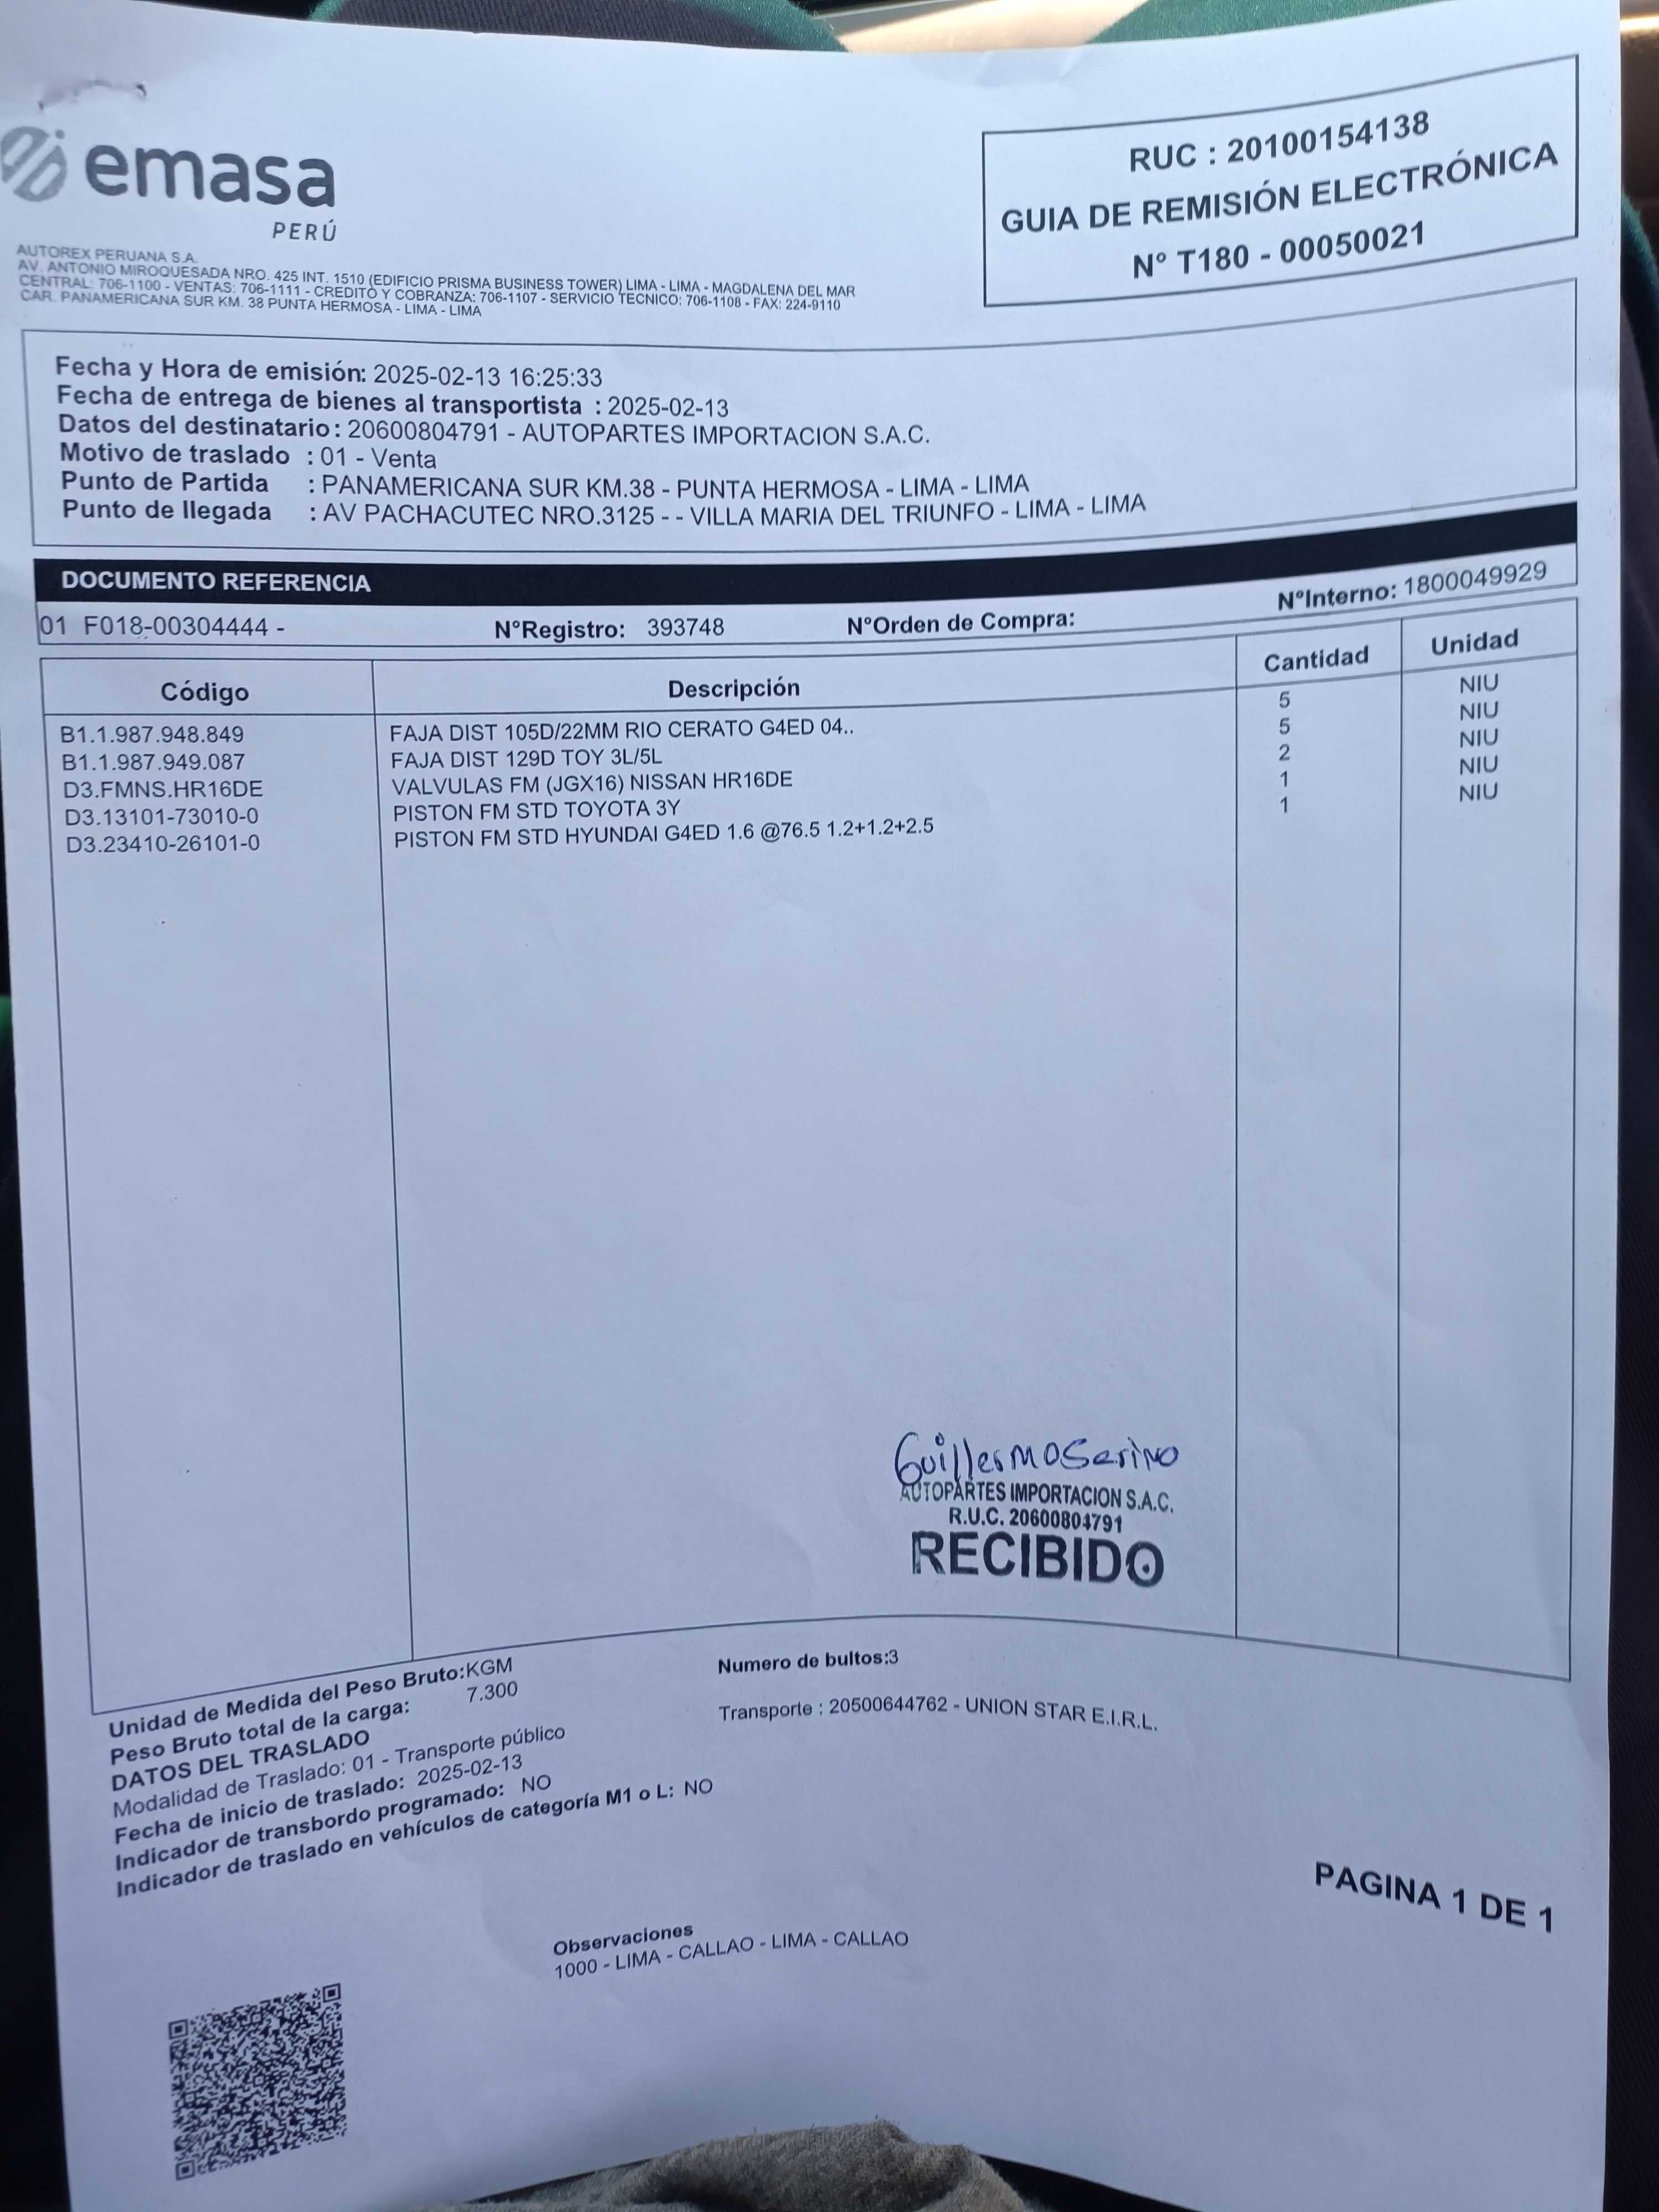 emasa
PERÚ
AUTOREX PERUANA S.A.
AV. ANTONIO MIROQUESADA NRO. 425 INT. 1510 (EDIFICIO PRISMA BUSINESS TOWER) LIMA - LIMA - MAGDALENA DEL MAR
CENTRAL: 706-1100 - VENTAS: 706-1111 - CREDITO Y COBRANZA: 706-1107 - SERVICIO TECNICO: 706-1108 - FAX: 224-9110
CAR. PANAMERICANA SUR KM. 38 PUNTA HERMOSA - LIMA - LIMA
RUC : 20100154138
GUIA DE REMISIÓN ELECTRÓNICA
N° T180 - 00050021
Fecha y Hora de emisión: 2025-02-13 16:25:33
Fecha de entrega de bienes al transportista : 2025-02-13
Datos del destinatario: 20600804791 - AUTOPARTES IMPORTACION S.A.C.
Motivo de traslado : 01 - Venta
Punto de Partida : PANAMERICANA SUR KM.38 - PUNTA HERMOSA - LIMA - LIMA
Punto de llegada : AV PACHACUTEC NRO.3125 - - VILLA MARIA DEL TRIUNFO - LIMA - LIMA
DOCUMENTO REFERENCIA
01 F018-00304444 - N°Registro: 393748 N°Orden de Compra: N°Interno: 1800049929
Código Descripción Cantidad Unidad
B1.1.987.948.849 FAJA DIST 105D/22MM RIO CERATO G4ED 04.. 5 NIU
B1.1.987.949.087 FAJA DIST 129D TOY 3L/5L 5 NIU
D3.FMNS.HR16DE VALVULAS FM (JGX16) NISSAN HR16DE 2 NIU
D3.13101-73010-0 PISTON FM STD TOYOTA 3Y 1 NIU
D3.23410-26101-0 PISTON FM STD HYUNDAI G4ED 1.6 @76.5 1.2+1.2+2.5 1 NIU
Guillermo Serino
AUTOPARTES IMPORTACION S.A.C.
R.U.C. 20600804791
RECIBIDO
Unidad de Medida del Peso Bruto:KGM Numero de bultos:3
Peso Bruto total de la carga: 7.300
DATOS DEL TRASLADO Transporte : 20500644762 - UNION STAR E.I.R.L.
Modalidad de Traslado: 01 - Transporte público
Fecha de inicio de traslado: 2025-02-13
Indicador de transbordo programado: NO
Indicador de traslado en vehículos de categoría M1 o L: NO
PAGINA 1 DE 1
Observaciones
1000 - LIMA - CALLAO - LIMA - CALLAO